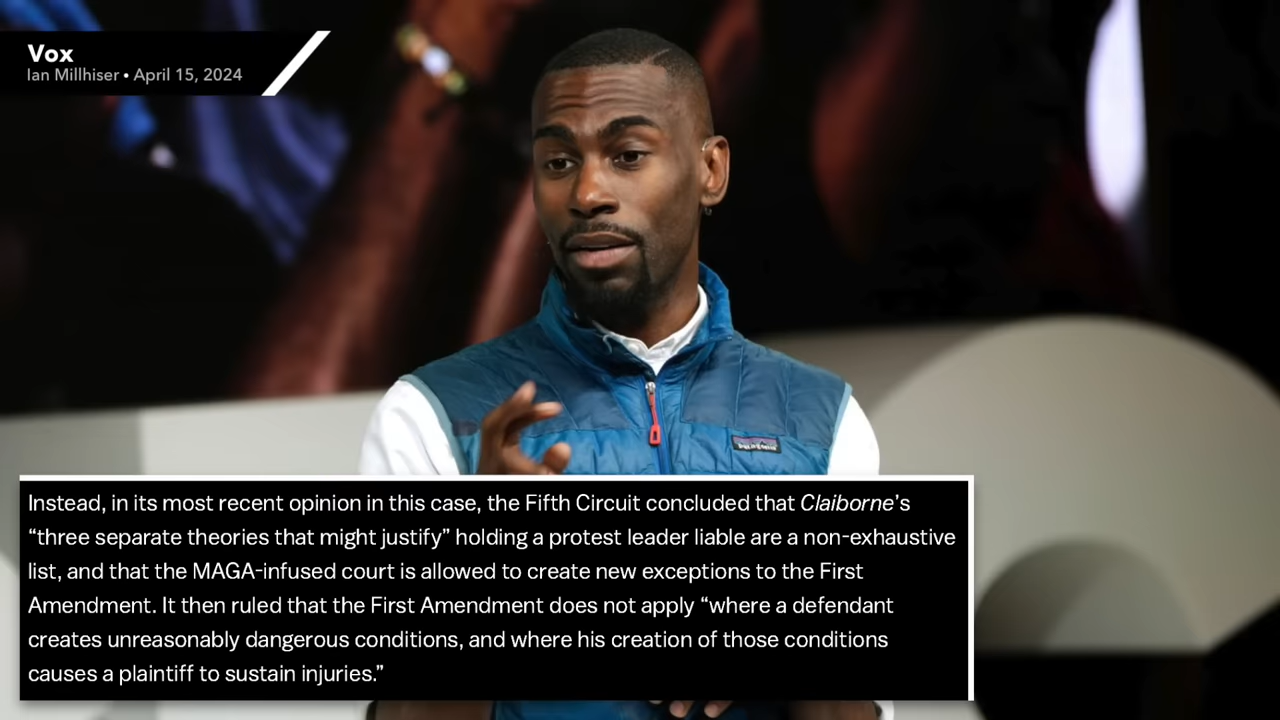 Vox
Ian Millhiser • April 15, 2024
patagonia
Instead, in its most recent opinion in this case, the Fifth Circuit concluded that Claiborne’s
“three separate theories that might justify” holding a protest leader liable are a non-exhaustive
list, and that the MAGA-infused court is allowed to create new exceptions to the First
Amendment. It then ruled that the First Amendment does not apply “where a defendant
creates unreasonably dangerous conditions, and where his creation of those conditions
causes a plaintiff to sustain injuries.”